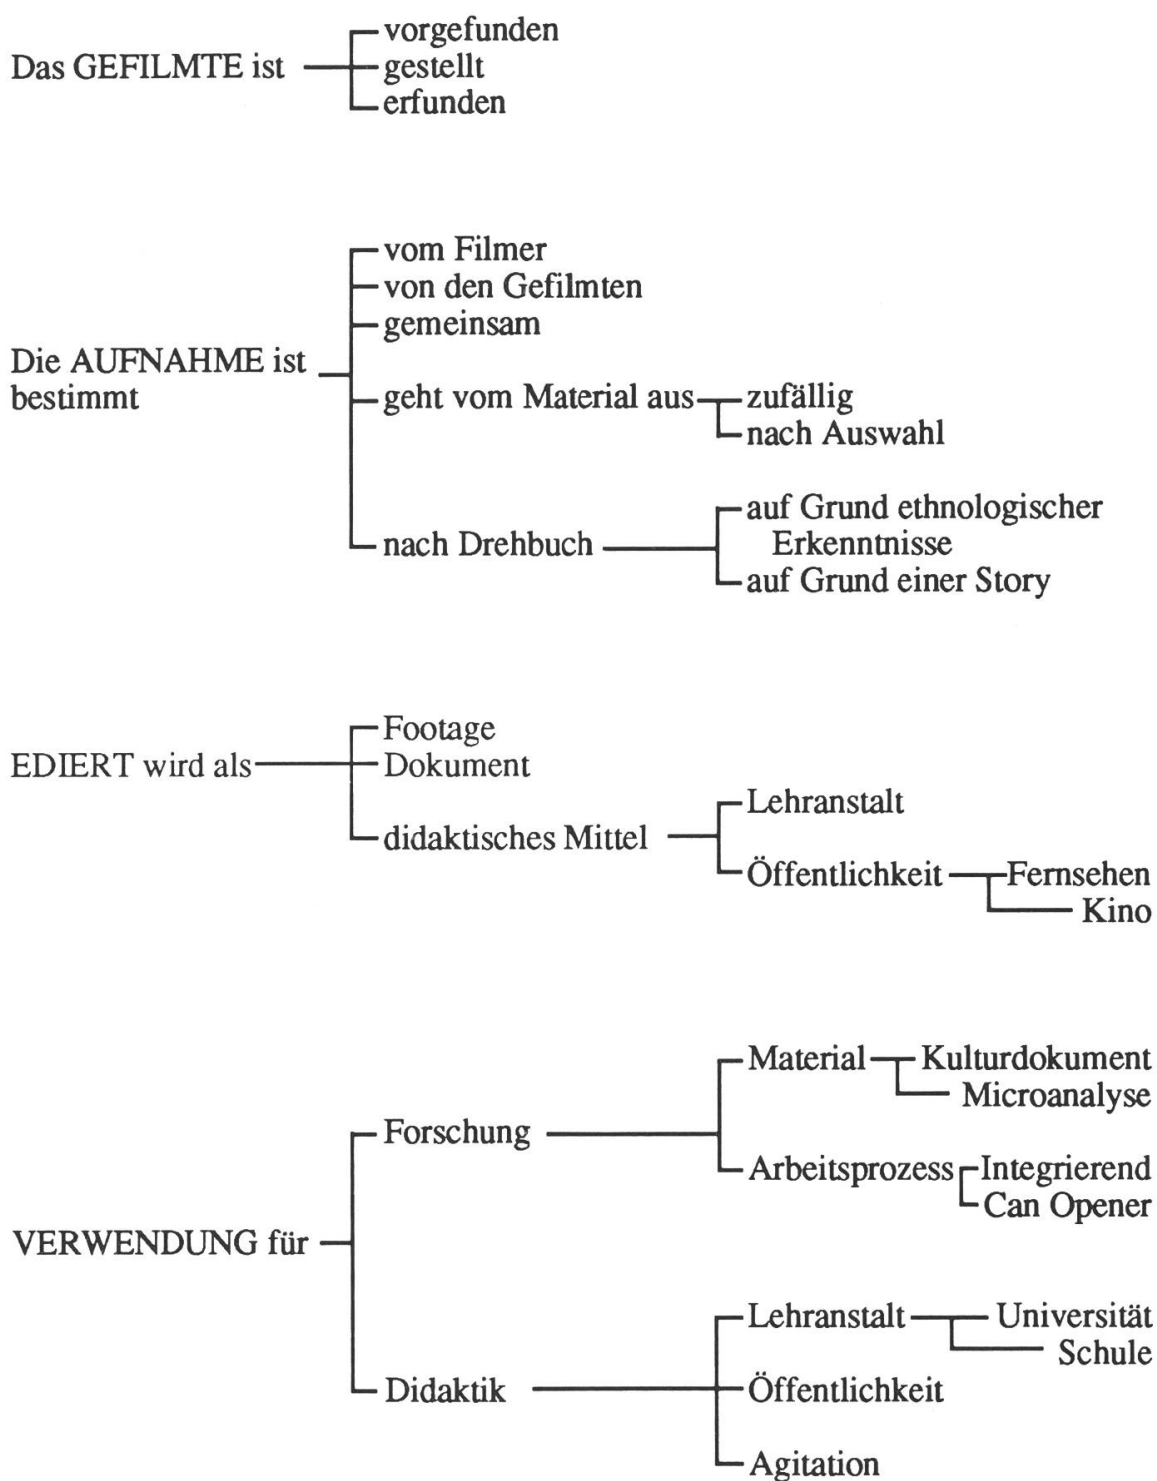 Das GEFILMTE ist
vorgefunden
gestellt
erfunden
Die AUFNAHME ist
bestimmt
vom Filmer
von den Gefilmten
gemeinsam
geht vom Material aus
zufällig
nach Auswahl
nach Drehbuch
auf Grund ethnologischer
Erkenntnisse
auf Grund einer Story
EDIERT wird als
Footage
Dokument
didaktisches Mittel
Lehranstalt
Öffentlichkeit
Fernsehen
Kino
VERWENDUNG für
Forschung
Material
Kulturdokument
Microanalyse
Arbeitsprozess
Integrierend
Can Opener
Didaktik
Lehranstalt
Universität
Schule
Öffentlichkeit
Agitation